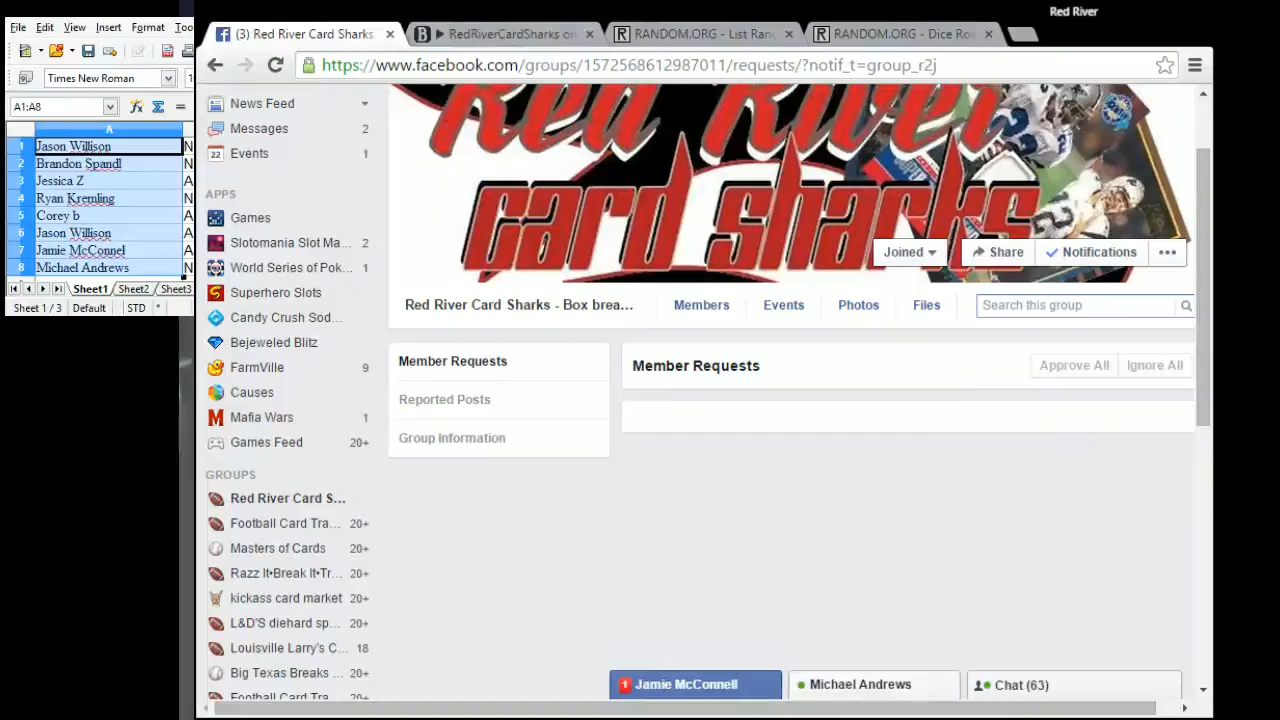 Red River
File Edit View Insert Format Too
Times New Roman
A1:A8
A
1 Jason Willison N
2 Brandon Spandl N
3 Jessica Z A
4 Ryan Kremling N
5 Corey b A
6 Jason Willison A
7 Jamie McConnel A
8 Michael Andrews N
Sheet1 Sheet2 Sheet3
Sheet 1 / 3 Default STD *
(3) Red River Card Sharks RedRiverCardSharks on RANDOM.ORG - List Ran RANDOM.ORG - Dice Ro
https://www.facebook.com/groups/1572568612987011/requests/?notif_t=group_r2j
News Feed
Messages 2
22 Events 1
APPS
Games
Slotomania Slot Ma... 2
World Series of Pok... 1
Superhero Slots
Candy Crush Sod...
Bejeweled Blitz
FarmVille 9
Causes
Mafia Wars 1
Games Feed 20+
GROUPS
Red River Card S...
Football Card Tra... 20+
Masters of Cards 20+
Razz It•Break It•Tr... 20+
kickass card market 20+
L&D'S diehard sp... 20+
Louisville Larry's C... 18
Big Texas Breaks ... 20+
Football Card Tra... 20+
Red River
card sharks
Joined Share Notifications
Red River Card Sharks - Box brea... Members Events Photos Files Search this group
Member Requests
Reported Posts
Group Information
Member Requests Approve All Ignore All
1 Jamie McConnell Michael Andrews Chat (63)